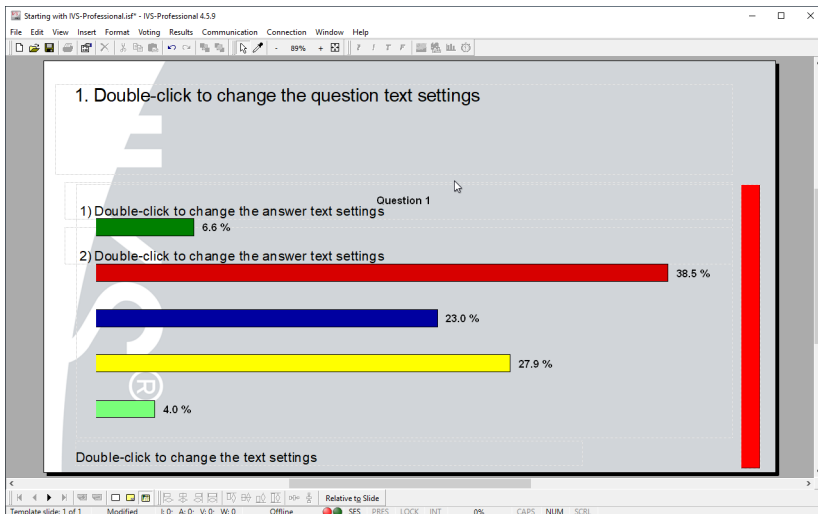 Starting with IVS-Professional.isf* - IVS-Professional 4.5.9
File Edit View Insert Format Voting Results Communication Connection Window Help
- 89% +
1. Double-click to change the question text settings
Question 1
1) Double-click to change the answer text settings
6.6 %
2) Double-click to change the answer text settings
38.5 %
23.0 %
27.9 %
4.0 %
®
Double-click to change the text settings
Relative to Slide
Template slide: 1 of 1 Modified I: 0; A: 0; V: 0; W: 0 Offline SES PRES LOCK INT 0% CAPS NUM SCRL